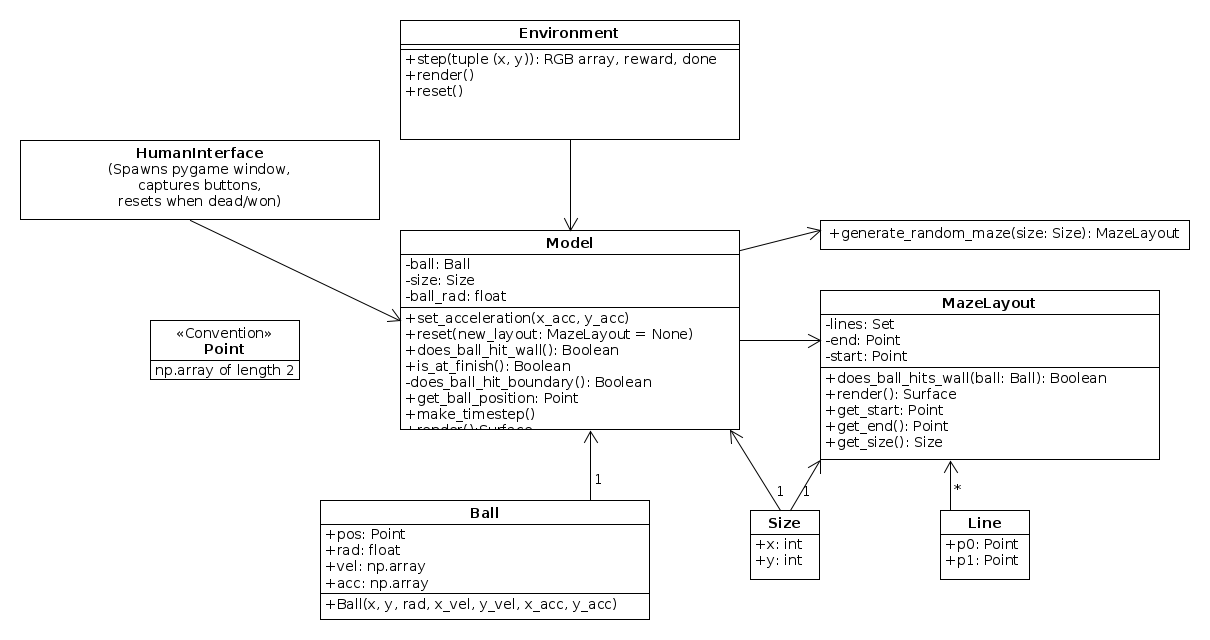 Environment
+step(tuple (x, y)): RGB array, reward, done
+render()
+reset()
HumanInterface
(Spawns pygame window,
captures buttons,
resets when dead/won)
Model
-ball: Ball
-size: Size
-ball_rad: float
+set_acceleration(x_acc, y_acc)
+reset(new_layout: MazeLayout = None)
+does_ball_hit_wall(): Boolean
+is_at_finish(): Boolean
-does_ball_hit_boundary(): Boolean
+get_ball_position: Point
+make_timestep()
+render():Surface
+generate_random_maze(size: Size): MazeLayout
MazeLayout
-lines: Set
-end: Point
-start: Point
+does_ball_hits_wall(ball: Ball): Boolean
+render(): Surface
+get_start: Point
+get_end(): Point
+get_size(): Size
«Convention»
Point
np.array of length 2
1
1
1
*
Ball
+pos: Point
+rad: float
+vel: np.array
+acc: np.array
+Ball(x, y, rad, x_vel, y_vel, x_acc, y_acc)
Size
+x: int
+y: int
Line
+p0: Point
+p1: Point